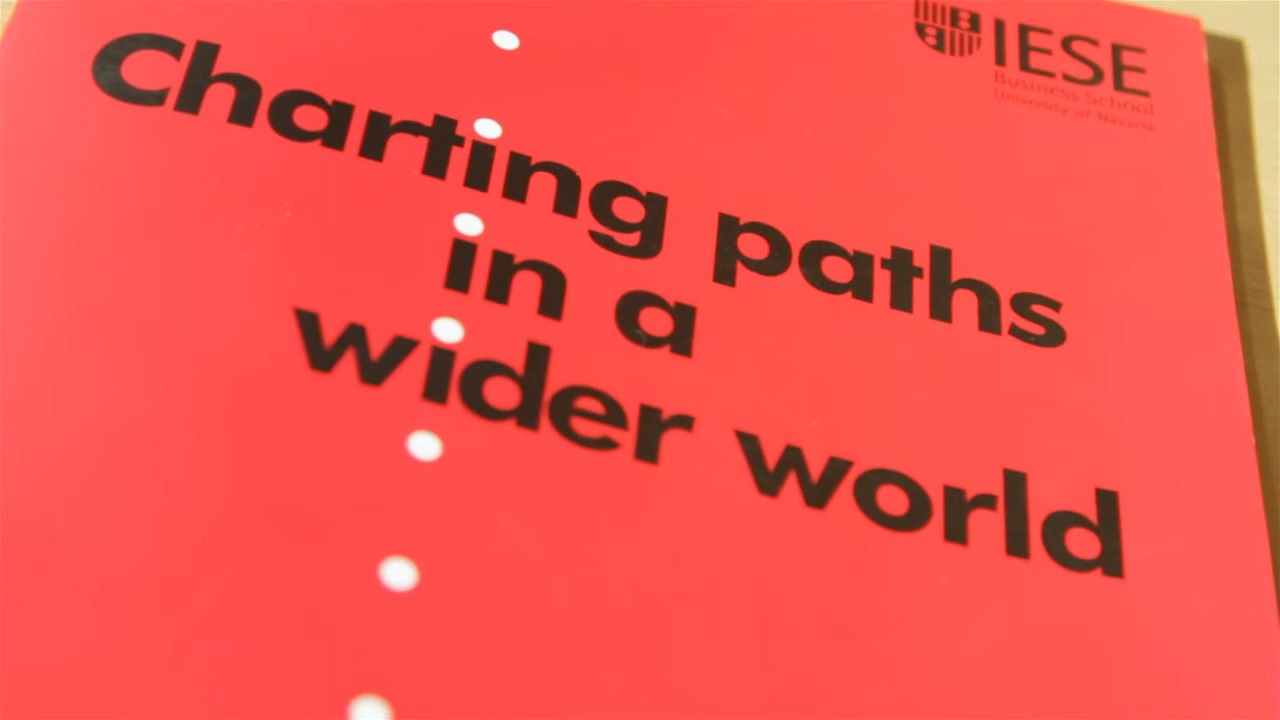 IESE
Business School
University of Navarra
Charting paths
in a
wider world